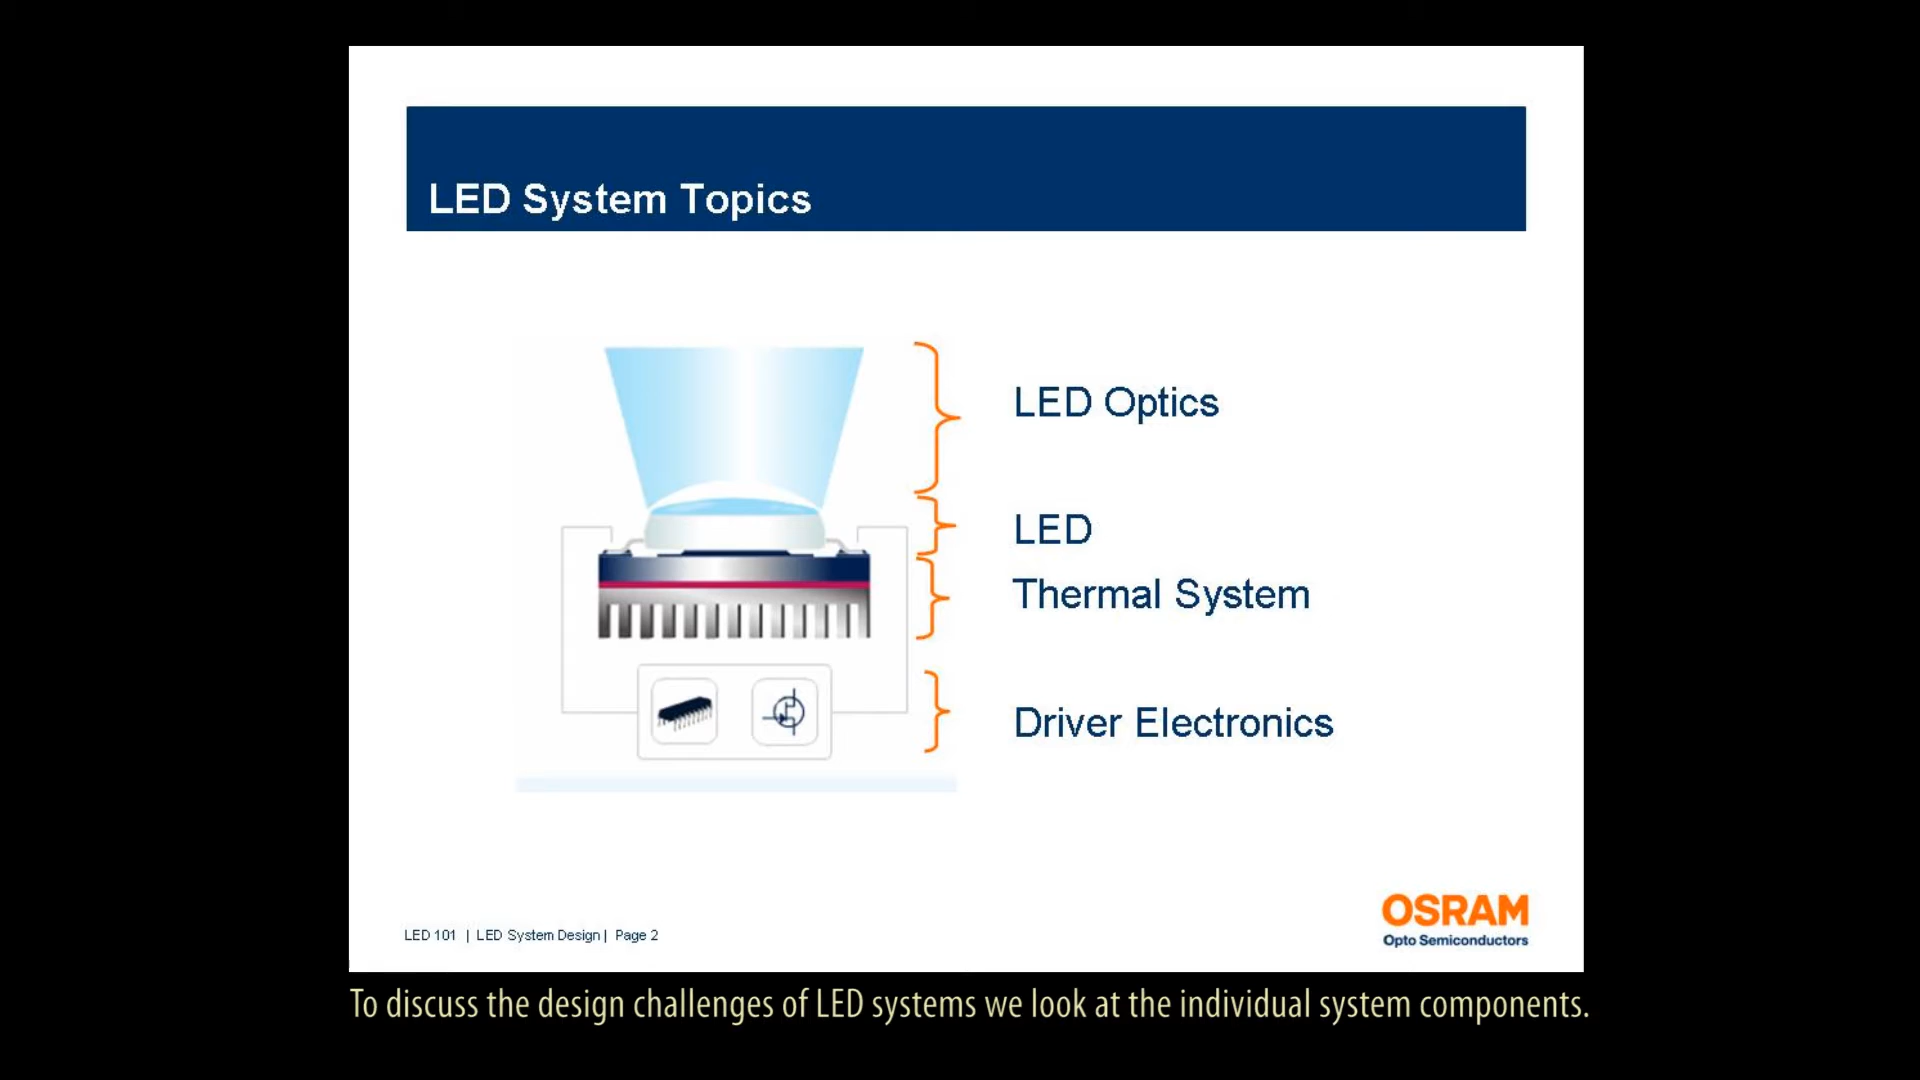 LED System Topics
LED Optics
LED
Thermal System
Driver Electronics
LED 101 | LED System Design | Page 2
OSRAM
Opto Semiconductors
To discuss the design challenges of LED systems we look at the individual system components.